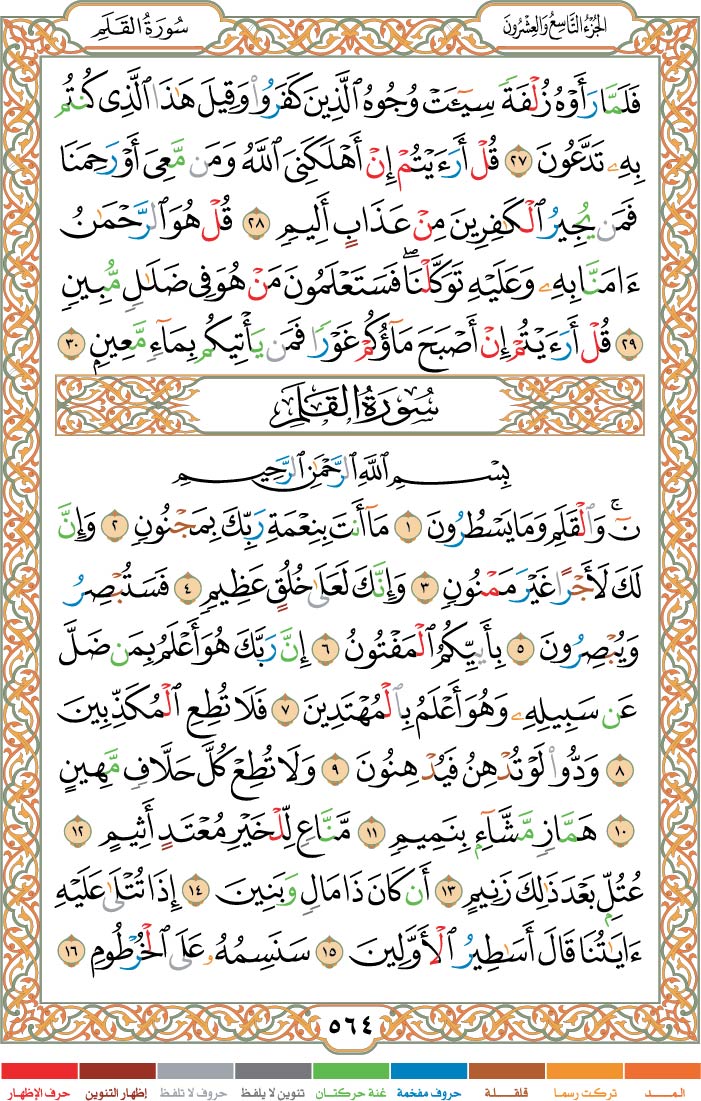 الجُزْءُ التَّاسِعُ وَالعِشْرُونَ
سُورَةُ القَلَمِ
فَلَمَّا رَأَوْهُ زُلْفَةً سِيٓـَٔتْ وُجُوهُ ٱلَّذِينَ كَفَرُوا۟ وَقِيلَ هَٰذَا ٱلَّذِى كُنتُم
بِهِۦ تَدَّعُونَ ٢٧ قُلْ أَرَءَيْتُمْ إِنْ أَهْلَكَنِىَ ٱللَّهُ وَمَن مَّعِىَ أَوْ رَحِمَنَا
فَمَن يُجِيرُ ٱلْكَٰفِرِينَ مِنْ عَذَابٍ أَلِيمٍ ٢٨ قُلْ هُوَ ٱلرَّحْمَٰنُ
ءَامَنَّا بِهِۦ وَعَلَيْهِ تَوَكَّلْنَا ۖ فَسَتَعْلَمُونَ مَنْ هُوَ فِى ضَلَٰلٍ مُّبِينٍ
٢٩ قُلْ أَرَءَيْتُمْ إِنْ أَصْبَحَ مَآؤُكُمْ غَوْرًا فَمَن يَأْتِيكُم بِمَآءٍ مَّعِينٍ ٣٠
سُورَةُ القَلَمِ
بِسْمِ ٱللَّهِ ٱلرَّحْمَٰنِ ٱلرَّحِيمِ
نٓ ۚ وَٱلْقَلَمِ وَمَا يَسْطُرُونَ ١ مَآ أَنتَ بِنِعْمَةِ رَبِّكَ بِمَجْنُونٍ ٢ وَإِنَّ
لَكَ لَأَجْرًا غَيْرَ مَمْنُونٍ ٣ وَإِنَّكَ لَعَلَىٰ خُلُقٍ عَظِيمٍ ٤ فَسَتُبْصِرُ
وَيُبْصِرُونَ ٥ بِأَييِّكُمُ ٱلْمَفْتُونُ ٦ إِنَّ رَبَّكَ هُوَ أَعْلَمُ بِمَن ضَلَّ
عَن سَبِيلِهِۦ وَهُوَ أَعْلَمُ بِٱلْمُهْتَدِينَ ٧ فَلَا تُطِعِ ٱلْمُكَذِّبِينَ
٨ وَدُّوا۟ لَوْ تُدْهِنُ فَيُدْهِنُونَ ٩ وَلَا تُطِعْ كُلَّ حَلَّافٍ مَّهِينٍ
١٠ هَمَّازٍ مَّشَّآءٍ بِنَمِيمٍ ١١ مَّنَّاعٍ لِّلْخَيْرِ مُعْتَدٍ أَثِيمٍ ١٢
عُتُلٍّ بَعْدَ ذَٰلِكَ زَنِيمٍ ١٣ أَن كَانَ ذَا مَالٍ وَبَنِينَ ١٤ إِذَا تُتْلَىٰ عَلَيْهِ
ءَايَٰتُنَا قَالَ أَسَٰطِيرُ ٱلْأَوَّلِينَ ١٥ سَنَسِمُهُۥ عَلَى ٱلْخُرْطُومِ ١٦
٥٦٤
المــد
تركت رسما
قلقـلة
حروف مفخمة
غنة حركتـان
تنوين لا يلفظ
حروف لا تلفظ
إظهار التنوين
حرف الإظهار